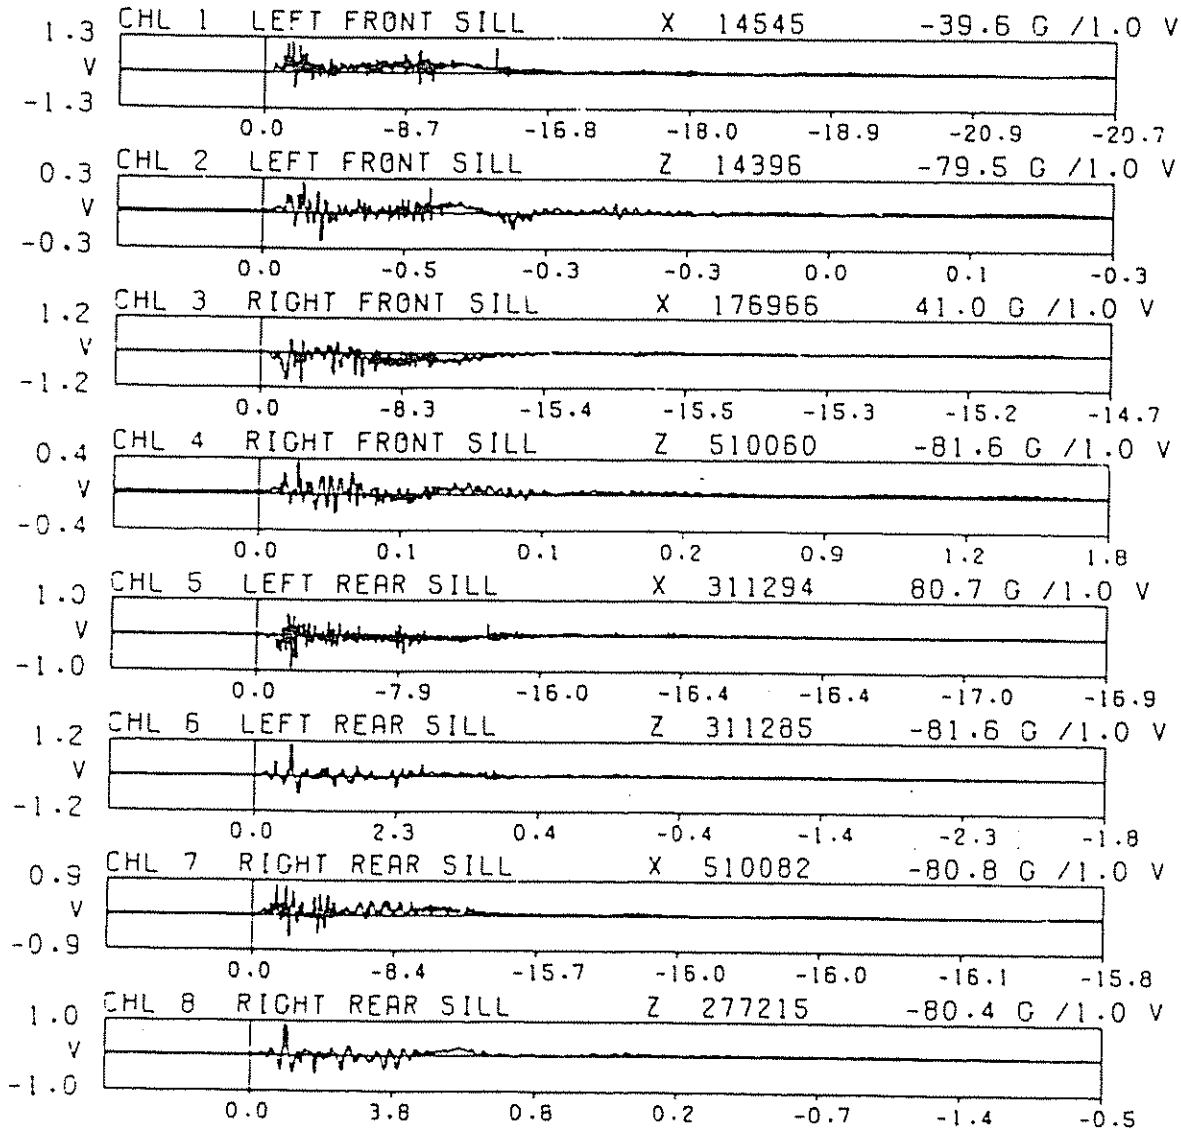 CHL 1 LEFT FRONT SILL X 14545 -39.6 G /1.0 V
1.3
V
-1.3
0.0 -8.7 -16.8 -18.0 -18.9 -20.9 -20.7
CHL 2 LEFT FRONT SILL Z 14396 -79.5 G /1.0 V
0.3
V
-0.3
0.0 -0.5 -0.3 -0.3 0.0 0.1 -0.3
CHL 3 RIGHT FRONT SILL X 176966 41.0 G /1.0 V
1.2
V
-1.2
0.0 -8.3 -15.4 -15.5 -15.3 -15.2 -14.7
CHL 4 RIGHT FRONT SILL Z 510060 -81.6 G /1.0 V
0.4
V
-0.4
0.0 0.1 0.1 0.2 0.9 1.2 1.8
CHL 5 LEFT REAR SILL X 311294 80.7 G /1.0 V
1.0
V
-1.0
0.0 -7.9 -16.0 -16.4 -16.4 -17.0 -16.9
CHL 6 LEFT REAR SILL Z 311285 -81.6 G /1.0 V
1.2
V
-1.2
0.0 2.3 0.4 -0.4 -1.4 -2.3 -1.8
CHL 7 RIGHT REAR SILL X 510082 -80.8 G /1.0 V
0.9
V
-0.9
0.0 -8.4 -15.7 -16.0 -16.0 -16.1 -15.8
CHL 8 RIGHT REAR SILL Z 277215 -80.4 G /1.0 V
1.0
V
-1.0
0.0 3.8 0.8 0.2 -0.7 -1.4 -0.5